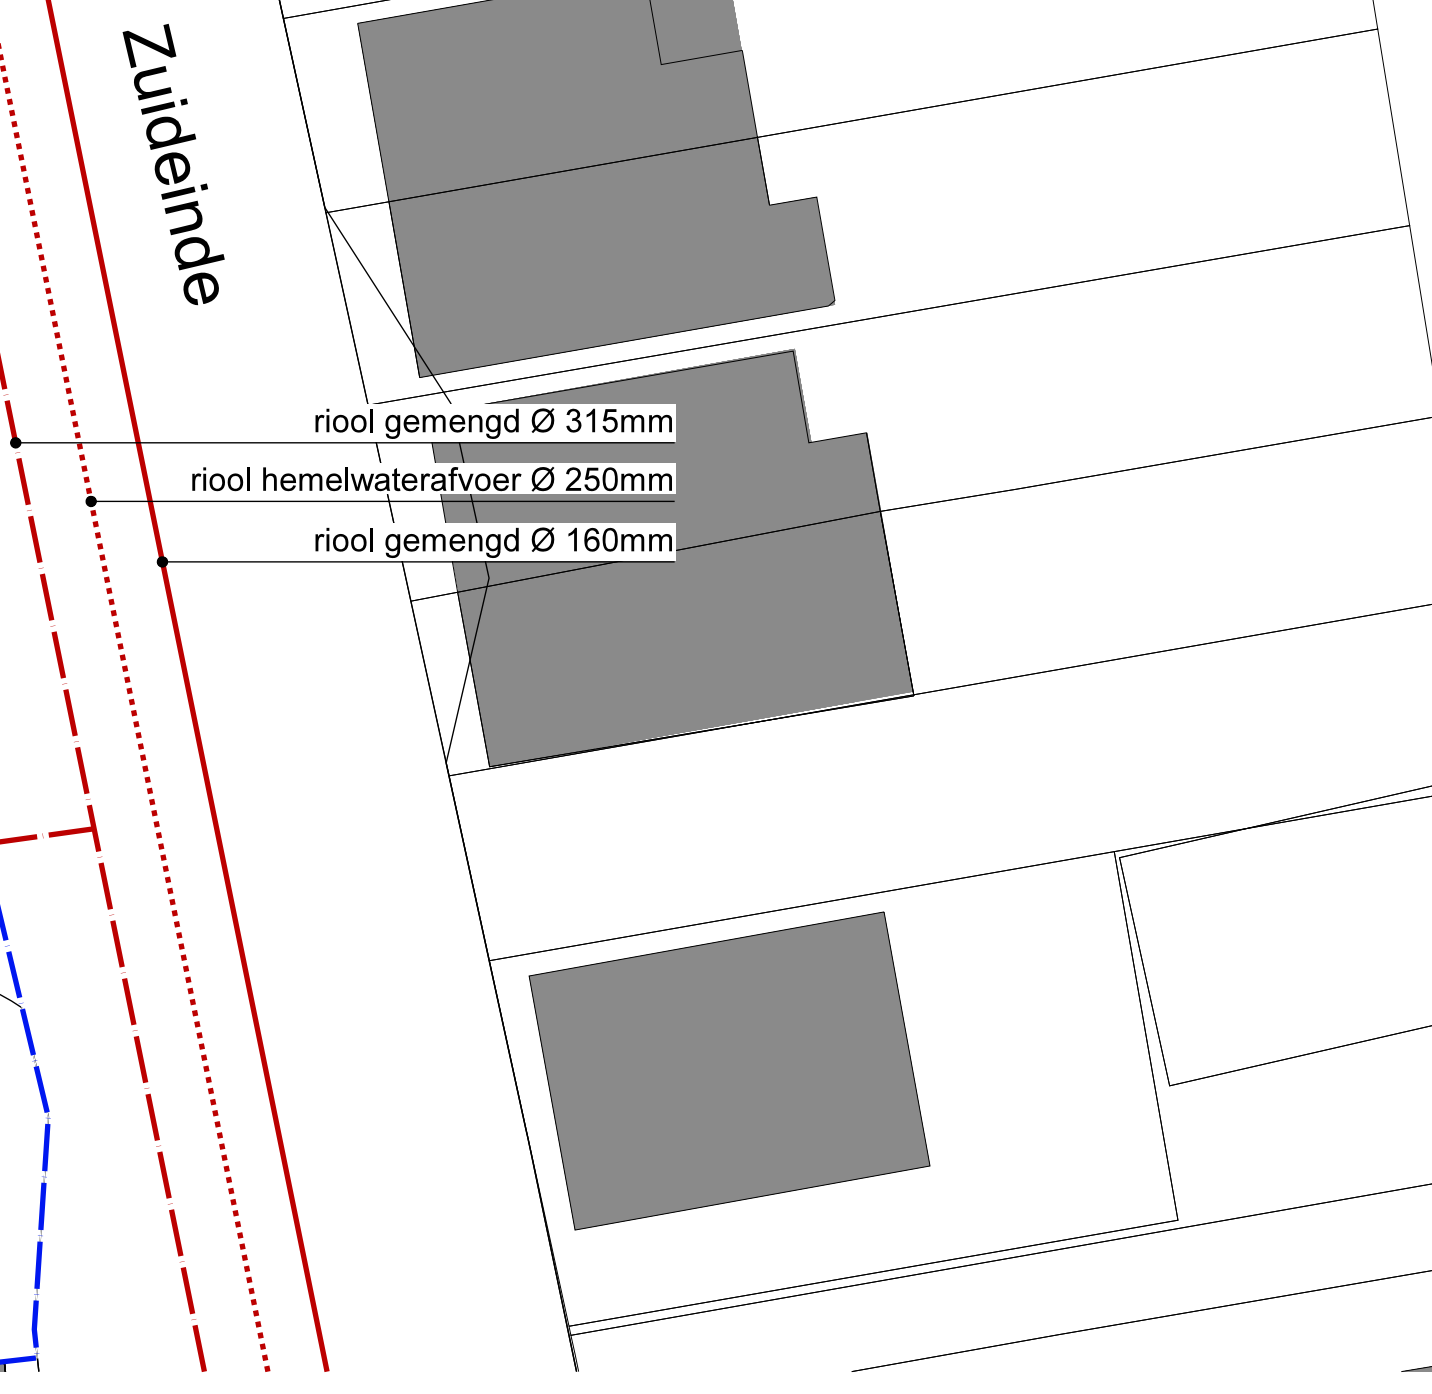 Zuideinde
riool gemengd Ø 315mm
riool hemelwaterafvoer Ø 250mm
riool gemengd Ø 160mm